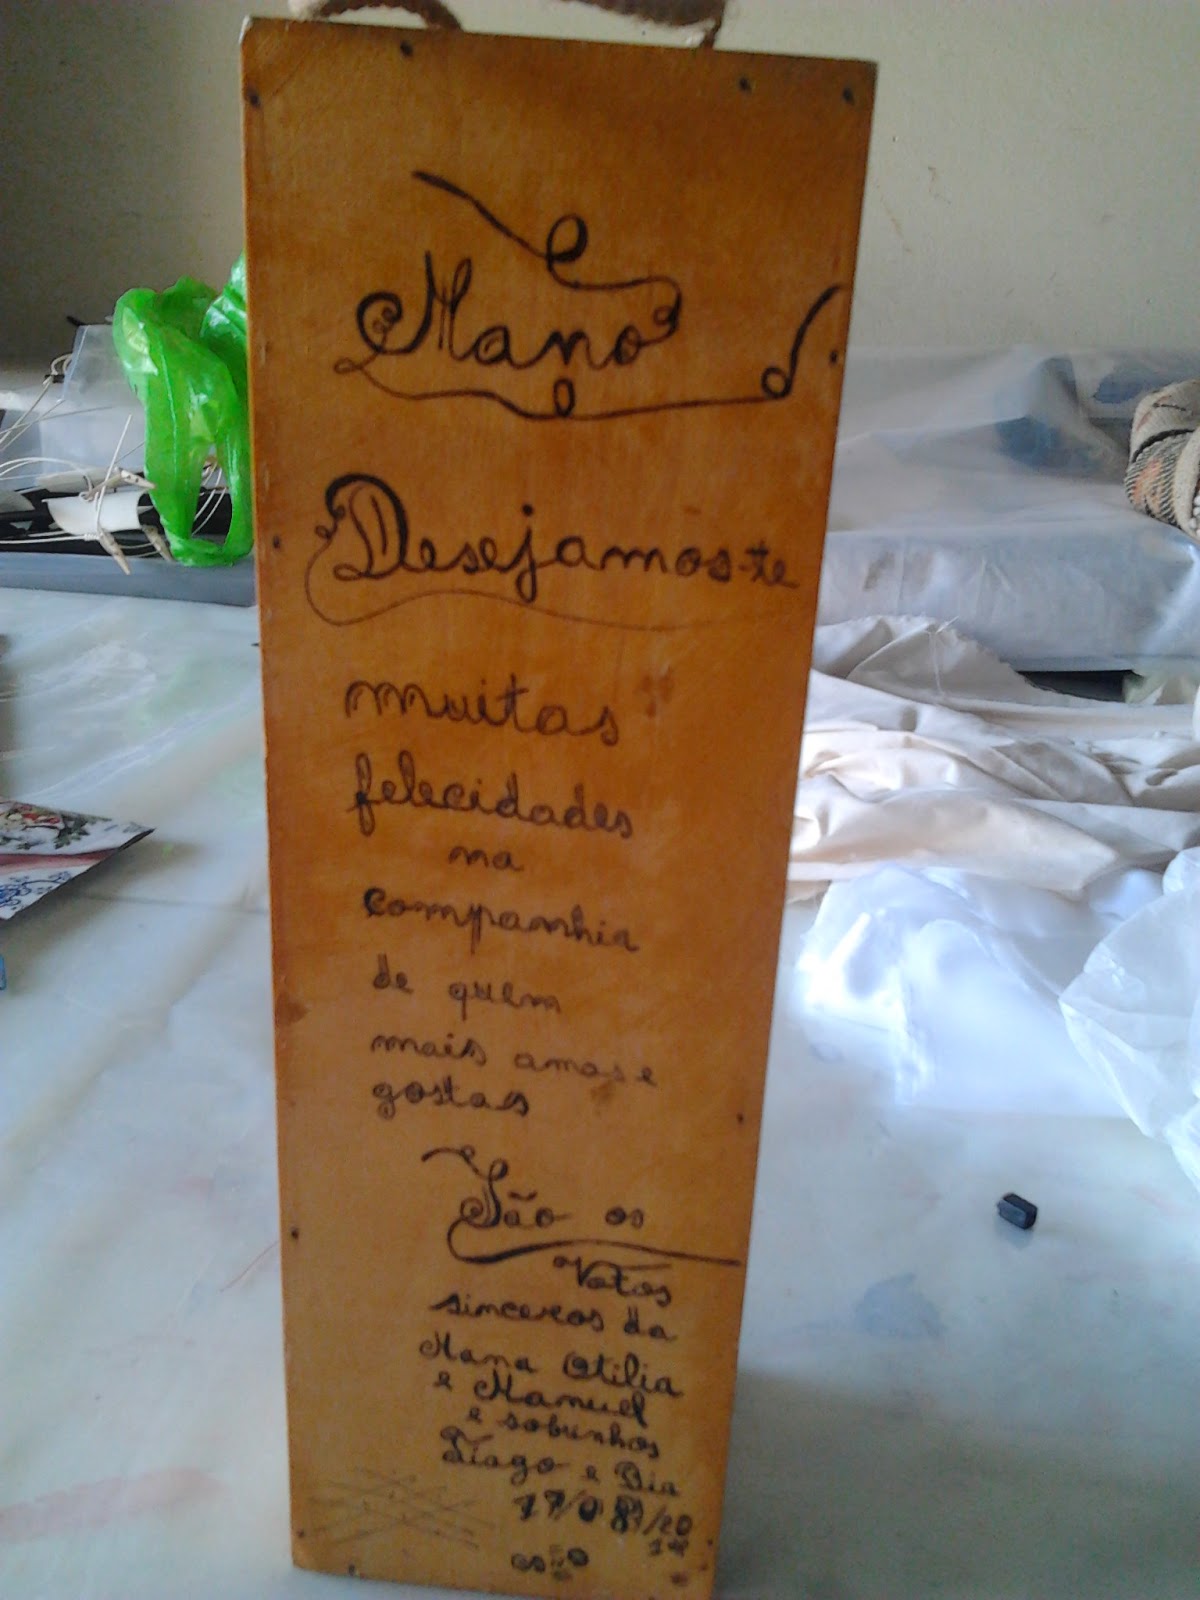 Mano
Desejamos-te
muitas
felecidades
na
companhia
de quem
mais amas e
gostas
São os
Votos
sinceros da
Mana Otilia
e Manuel
e sobrinhos
Tiago e Bia
17/08/20
14